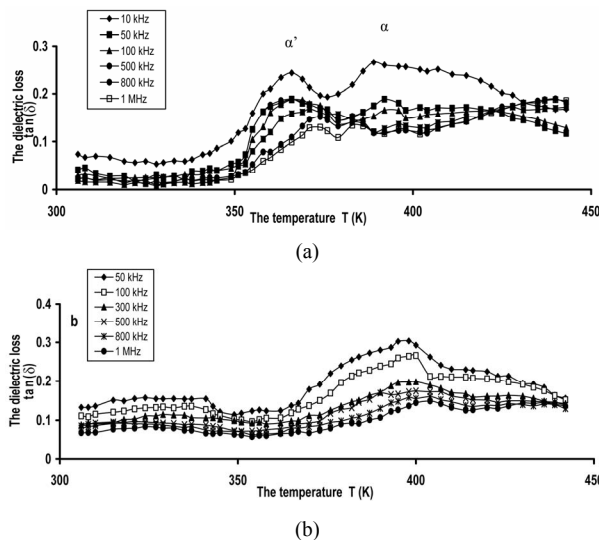 10 kHz
50 kHz
100 kHz
500 kHz
800 kHz
1 MHz
α'
α
The dielectric loss
tan(δ)
0.3
0.2
0.1
0
300
350
400
450
The temperature T (K)
(a)
50 kHz
100 kHz
300 kHz
500 kHz
800 kHz
1 MHz
b
The dielectric loss
tan(δ)
0.4
0.3
0.2
0.1
0
300
350
400
450
The temperature T (K)
(b)